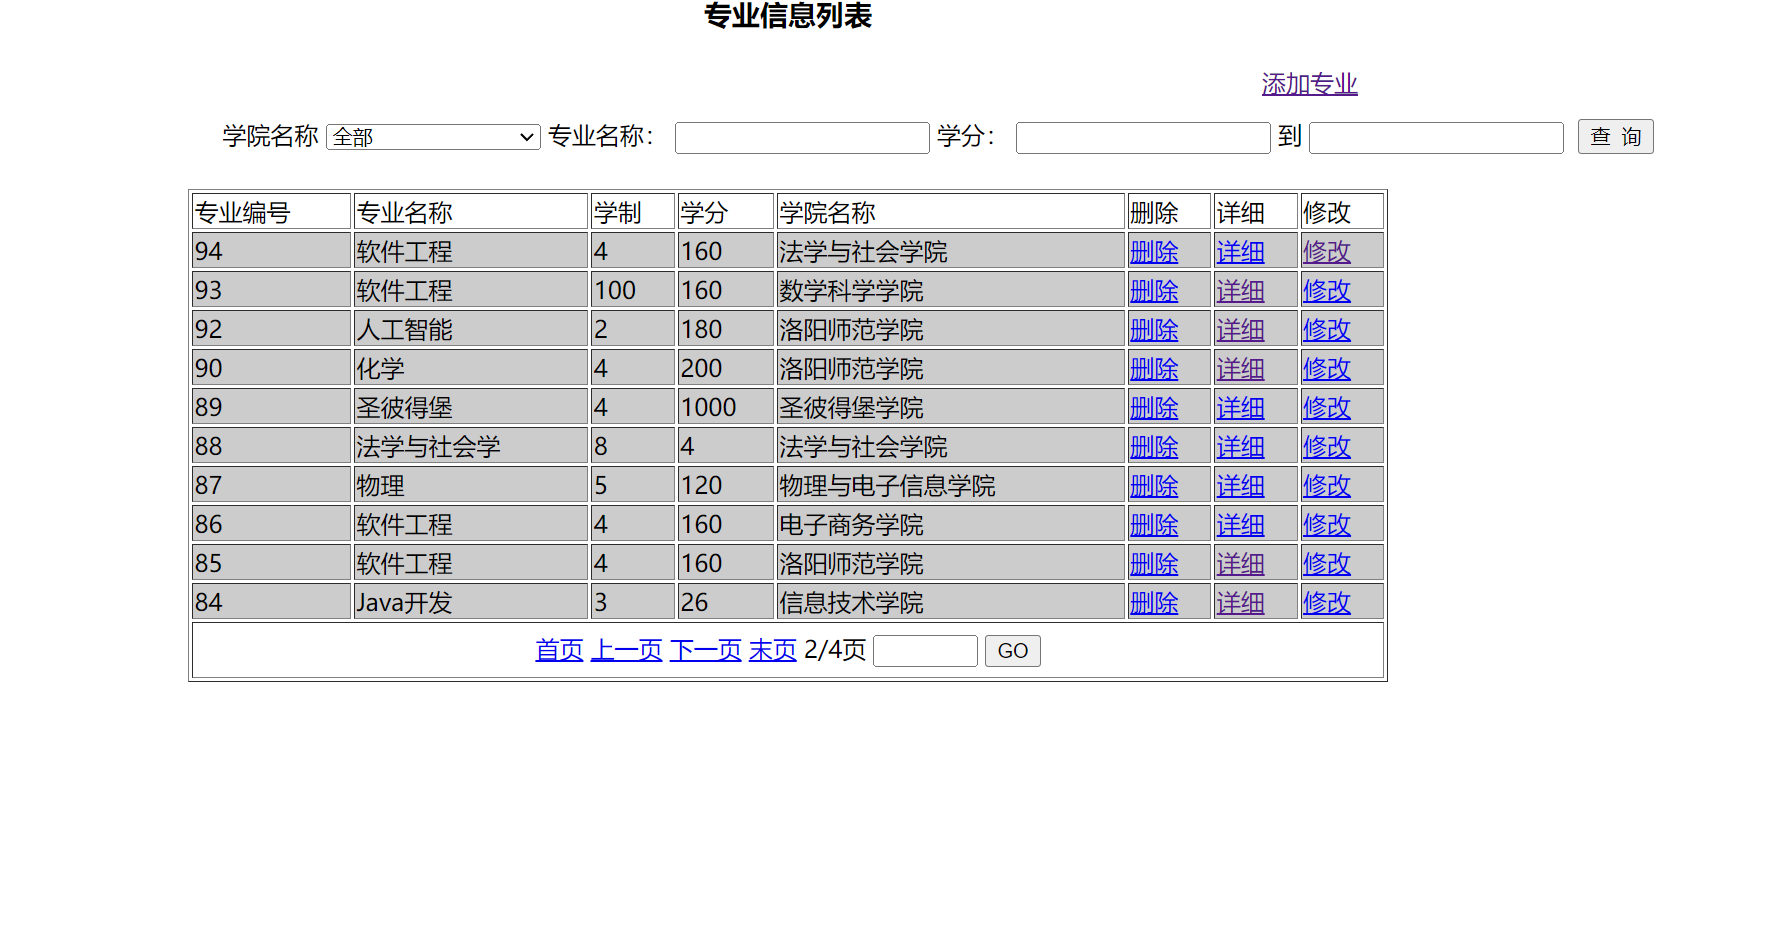 专业信息列表
添加专业
学院名称 全部 专业名称： 学分： 到 查 询
专业编号 专业名称 学制 学分 学院名称 删除 详细 修改
94 软件工程 4 160 法学与社会学院 删除 详细 修改
93 软件工程 100 160 数学科学学院 删除 详细 修改
92 人工智能 2 180 洛阳师范学院 删除 详细 修改
90 化学 4 200 洛阳师范学院 删除 详细 修改
89 圣彼得堡 4 1000 圣彼得堡学院 删除 详细 修改
88 法学与社会学 8 4 法学与社会学院 删除 详细 修改
87 物理 5 120 物理与电子信息学院 删除 详细 修改
86 软件工程 4 160 电子商务学院 删除 详细 修改
85 软件工程 4 160 洛阳师范学院 删除 详细 修改
84 Java开发 3 26 信息技术学院 删除 详细 修改
首页 上一页 下一页 末页 2/4页 GO